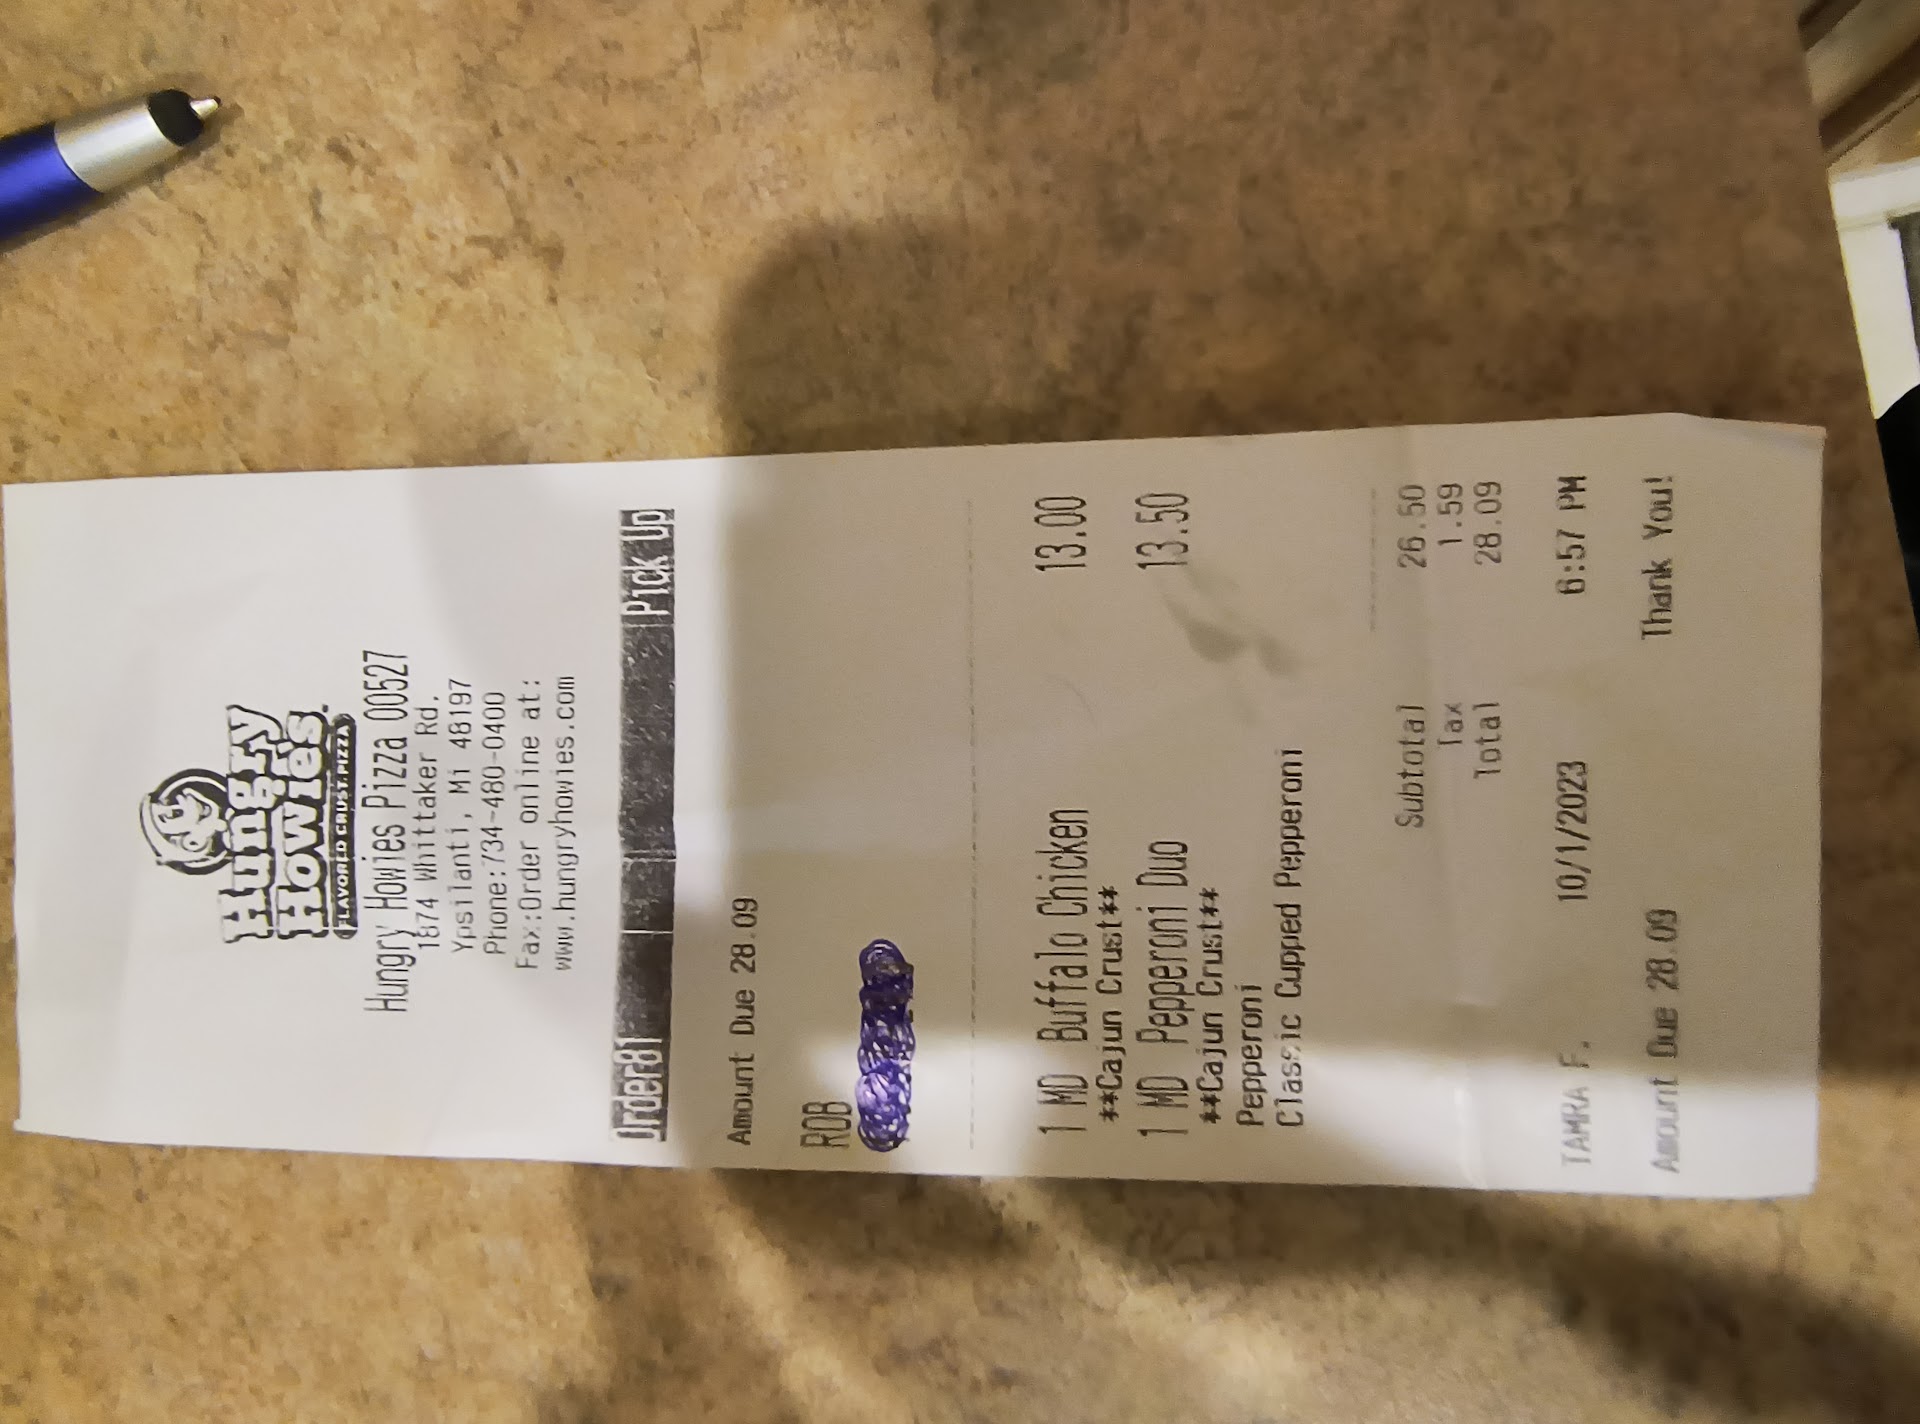 Hungry
Howie's
FLAVORED CRUST PIZZA
Hungry Howies Pizza 00527
1874 Whittaker Rd.
Ypsilanti, Mi 48197
Phone:734-480-0400
Fax:Order online at:
www.hungryhowies.com
Order81 Pick Up
Amount Due 28.09
ROB
1 MD Buffalo Chicken 13.00
**Cajun Crust**
1 MD Pepperoni Duo 13.50
**Cajun Crust**
Pepperoni
Classic Cupped Pepperoni
Subtotal 26.50
Tax 1.59
Total 28.09
TAMRA F. 10/1/2023 6:57 PM
Amount Due 28.09 Thank You!